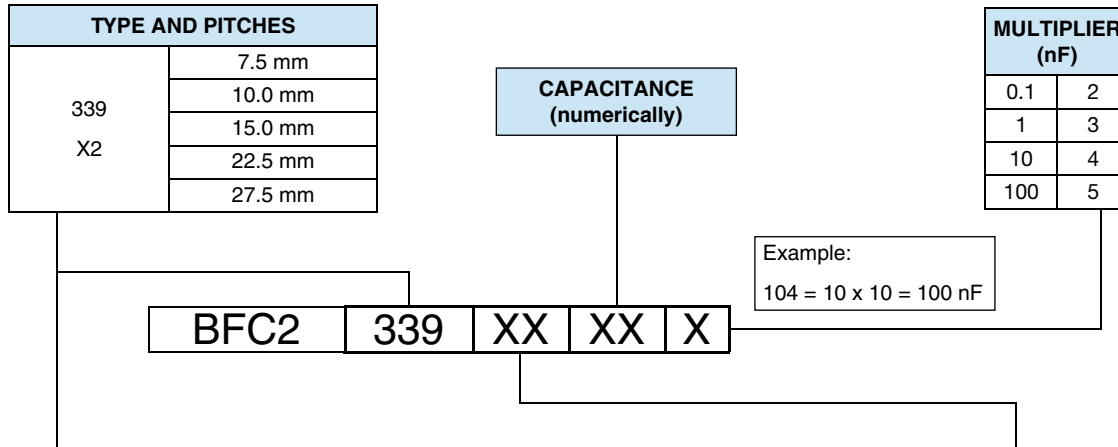 TYPE AND PITCHES
339
X2
7.5 mm
10.0 mm
15.0 mm
22.5 mm
27.5 mm
CAPACITANCE
(numerically)
MULTIPLIER
(nF)
0.1 2
1 3
10 4
100 5
Example:
104 = 10 x 10 = 100 nF
BFC2 339 XX XX X